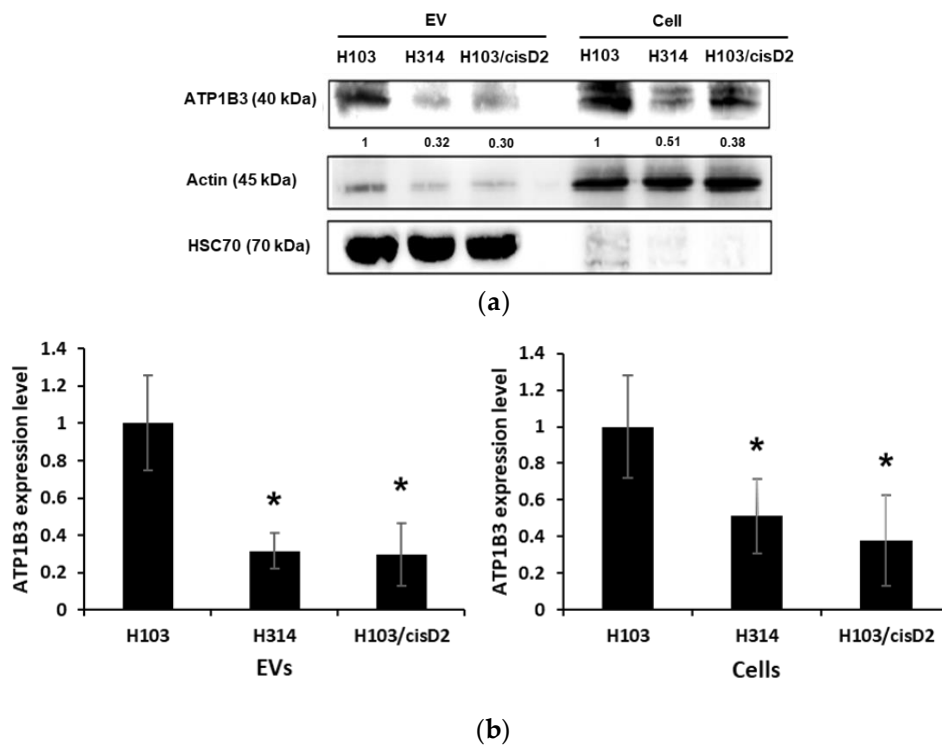 EV Cell
H103 H314 H103/cisD2 H103 H314 H103/cisD2
ATP1B3 (40 kDa)
1 0.32 0.30 1 0.51 0.38
Actin (45 kDa)
HSC70 (70 kDa)
(a)
ATP1B3 expression level
1.4
1.2
1
0.8
0.6
0.4
0.2
0
* *
H103 H314 H103/cisD2
EVs
ATP1B3 expression level
1.4
1.2
1
0.8
0.6
0.4
0.2
0
* *
H103 H314 H103/cisD2
Cells
(b)